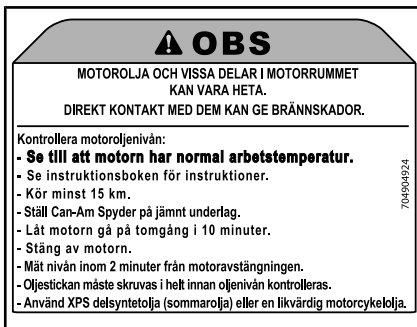 OBS
MOTOROLJA OCH VISSA DELAR I MOTORRUMMET
KAN VARA HETA.
DIREKT KONTAKT MED DEM KAN GE BRÄNNSKADOR.
Kontrollera motoroljenivån:
- Se till att motorn har normal arbetstemperatur.
- Se instruktionsboken för instruktioner.
- Kör minst 15 km.
- Ställ Can-Am Spyder på jämnt underlag.
- Låt motorn gå på tomgång i 10 minuter.
- Stäng av motorn.
- Mät nivån inom 2 minuter från motoravstängningen.
- Oljestickan måste skruvas i helt innan oljenivån kontrolleras.
- Använd XPS delsyntetolja (sommarolja) eller en likvärdig motorcykelolja.
704904924